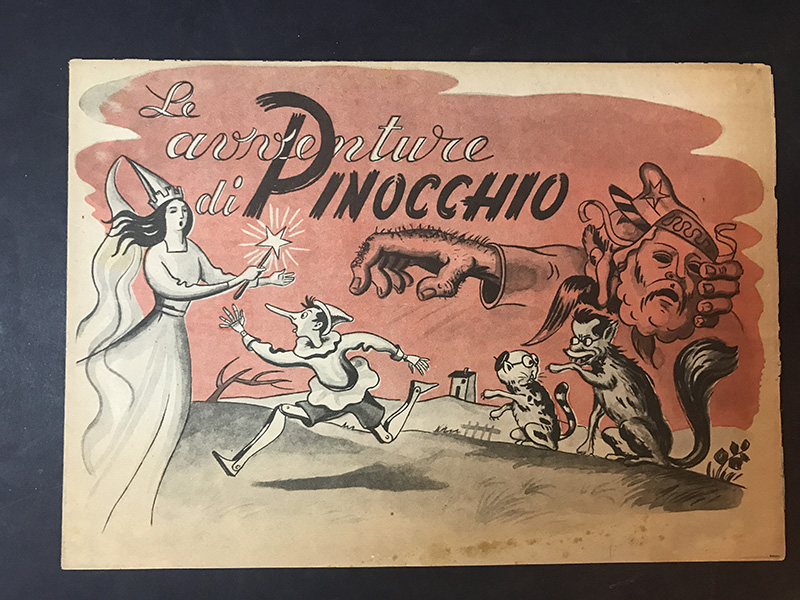 Le
avventure
di PINOCCHIO